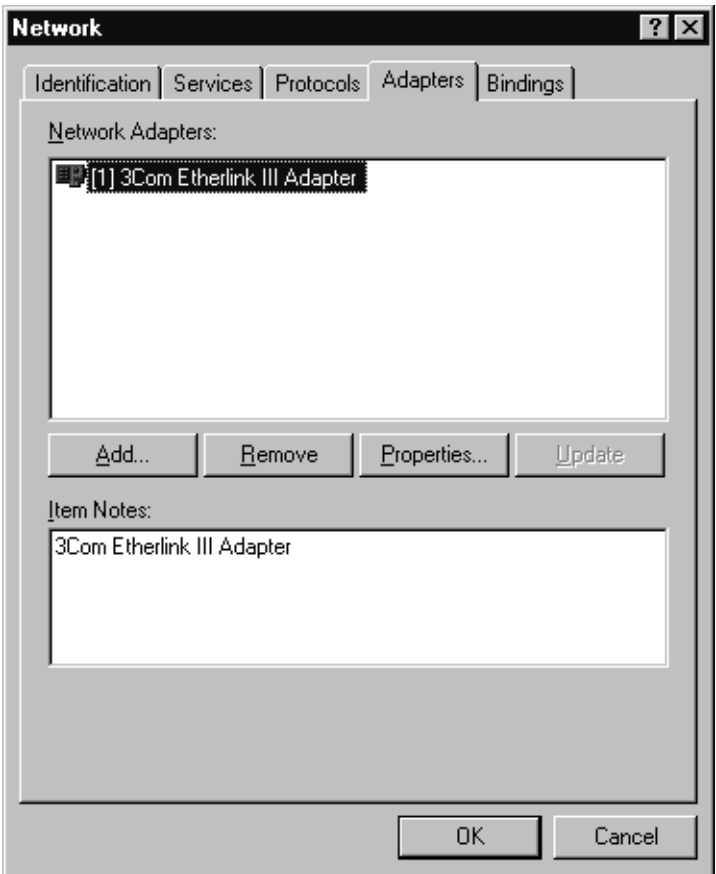 Network
Identification Services Protocols Adapters Bindings
Network Adapters:
[1] 3Com Etherlink III Adapter
Add... Remove Properties... Update
Item Notes:
3Com Etherlink III Adapter
OK Cancel